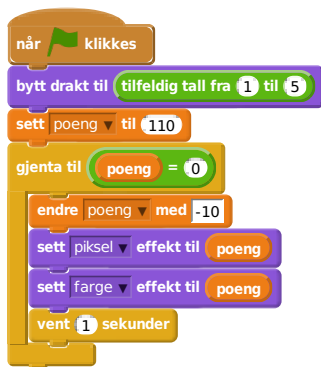 når klikkes
bytt drakt til tilfeldig tall fra 1 til 5
sett poeng til 110
gjenta til poeng = 0
endre poeng med -10
sett piksel effekt til poeng
sett farge effekt til poeng
vent 1 sekunder